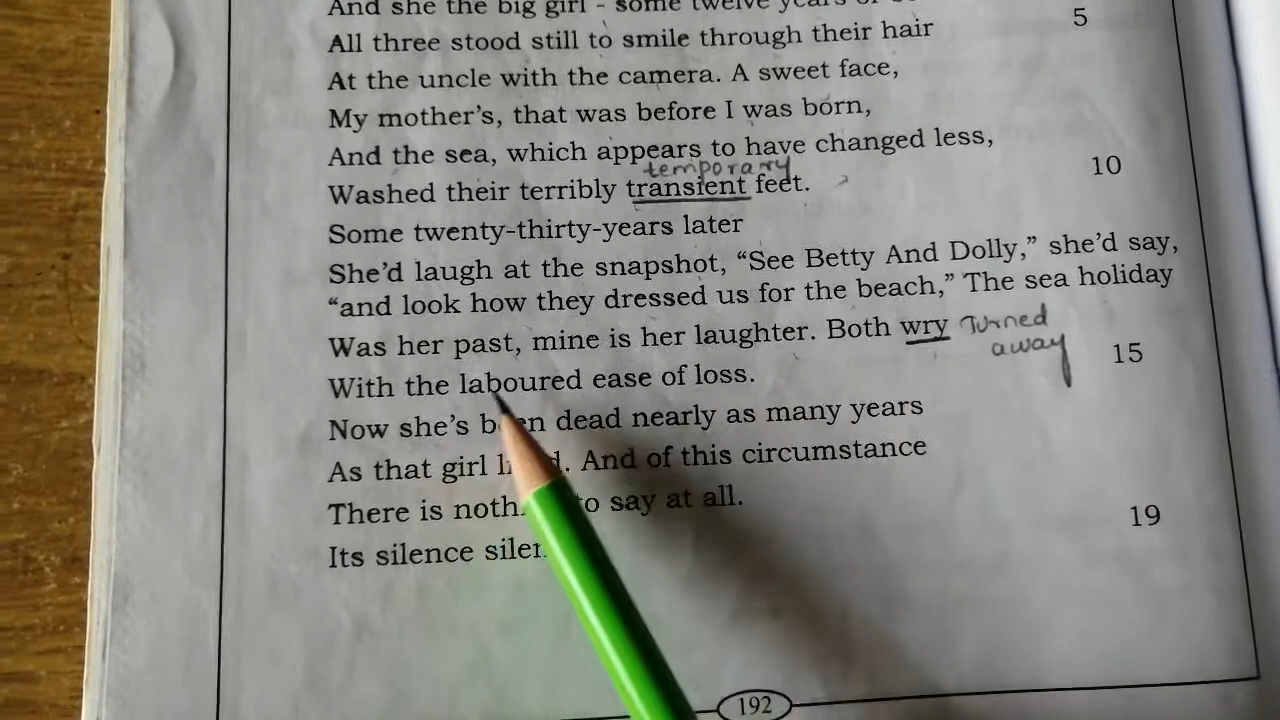 And she the big girl - some twelve years or
All three stood still to smile through their hair 5
At the uncle with the camera. A sweet face,
My mother's, that was before I was born,
And the sea, which appears to have changed less,
temporary
Washed their terribly transient feet. 10
Some twenty-thirty-years later
She'd laugh at the snapshot, “See Betty And Dolly,” she'd say,
“and look how they dressed us for the beach,” The sea holiday
Was her past, mine is her laughter. Both wry Turned away
With the laboured ease of loss. 15
Now she's been dead nearly as many years
As that girl And of this circumstance
There is to say at all.
Its silence 19
192